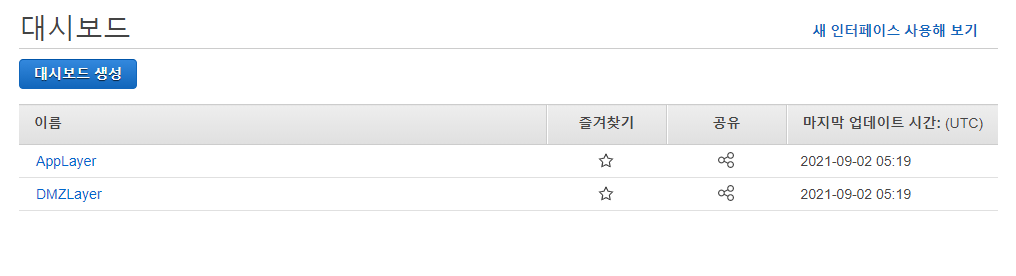 대시보드
새 인터페이스 사용해 보기
대시보드 생성
이름 즐겨찾기 공유 마지막 업데이트 시간: (UTC)
AppLayer 2021-09-02 05:19
DMZLayer 2021-09-02 05:19